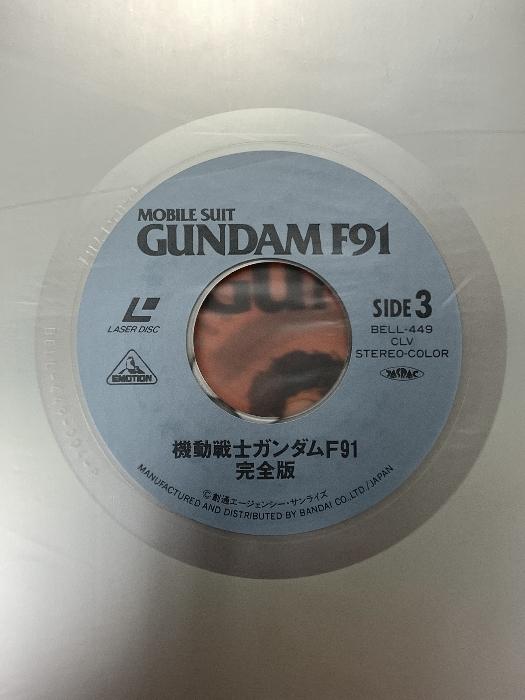 MOBILE SUIT
GUNDAM F91
LASER DISC
EMOTION
SIDE 3
BELL-449
CLV
STEREO-COLOR
機動戦士ガンダムF91
完全版
©創通エージェンシー・サンライズ
MANUFACTURED AND DISTRIBUTED BY BANDAI CO.,LTD/JAPAN